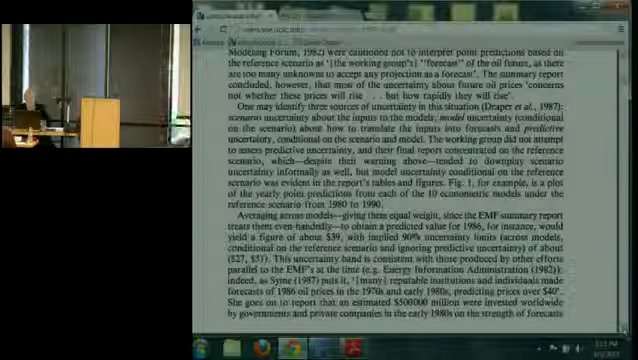 Modeling Forum, 1982) were cautioned not to interpret point predictions based on
the reference scenario as '[the working group's] "forecast" of the oil future, as there
are too many unknowns to accept any projection as a forecast'. The summary report
concluded, however, that most of the uncertainty about future oil prices 'concerns
not whether these prices will rise . . . but how rapidly they will rise'.
One may identify three sources of uncertainty in this situation (Draper et al., 1987):
scenario uncertainty about the inputs to the models; model uncertainty (conditional
on the scenario) about how to translate the inputs into forecasts and predictive
uncertainty, conditional on the scenario and model. The working group did not attempt
to assess predictive uncertainty, and their final report concentrated on the reference
scenario, which—despite their warning above—tended to downplay scenario
uncertainty informally as well, but model uncertainty conditional on the reference
scenario was evident in the report's tables and figures. Fig. 1, for example, is a plot
of the yearly point predictions from each of the 10 econometric models under the
reference scenario from 1980 to 1990.
Averaging across models—giving them equal weight, since the EMF summary report
treats them even-handedly—to obtain a predicted value for 1986, for instance, would
yield a figure of about $39, with implied 90% uncertainty limits (across models,
conditional on the reference scenario and ignoring predictive uncertainty) of about
($27, $51). This uncertainty band is consistent with those produced by other efforts
parallel to the EMF's at the time (e.g. Energy Information Administration (1982));
indeed, as Syme (1987) puts it, '[many] reputable institutions and individuals made
forecasts of 1986 oil prices in the 1970s and early 1980s, predicting prices over $40'.
She goes on to report that an estimated $500000 million were invested worldwide
by governments and private companies in the early 1980s on the strength of forecasts